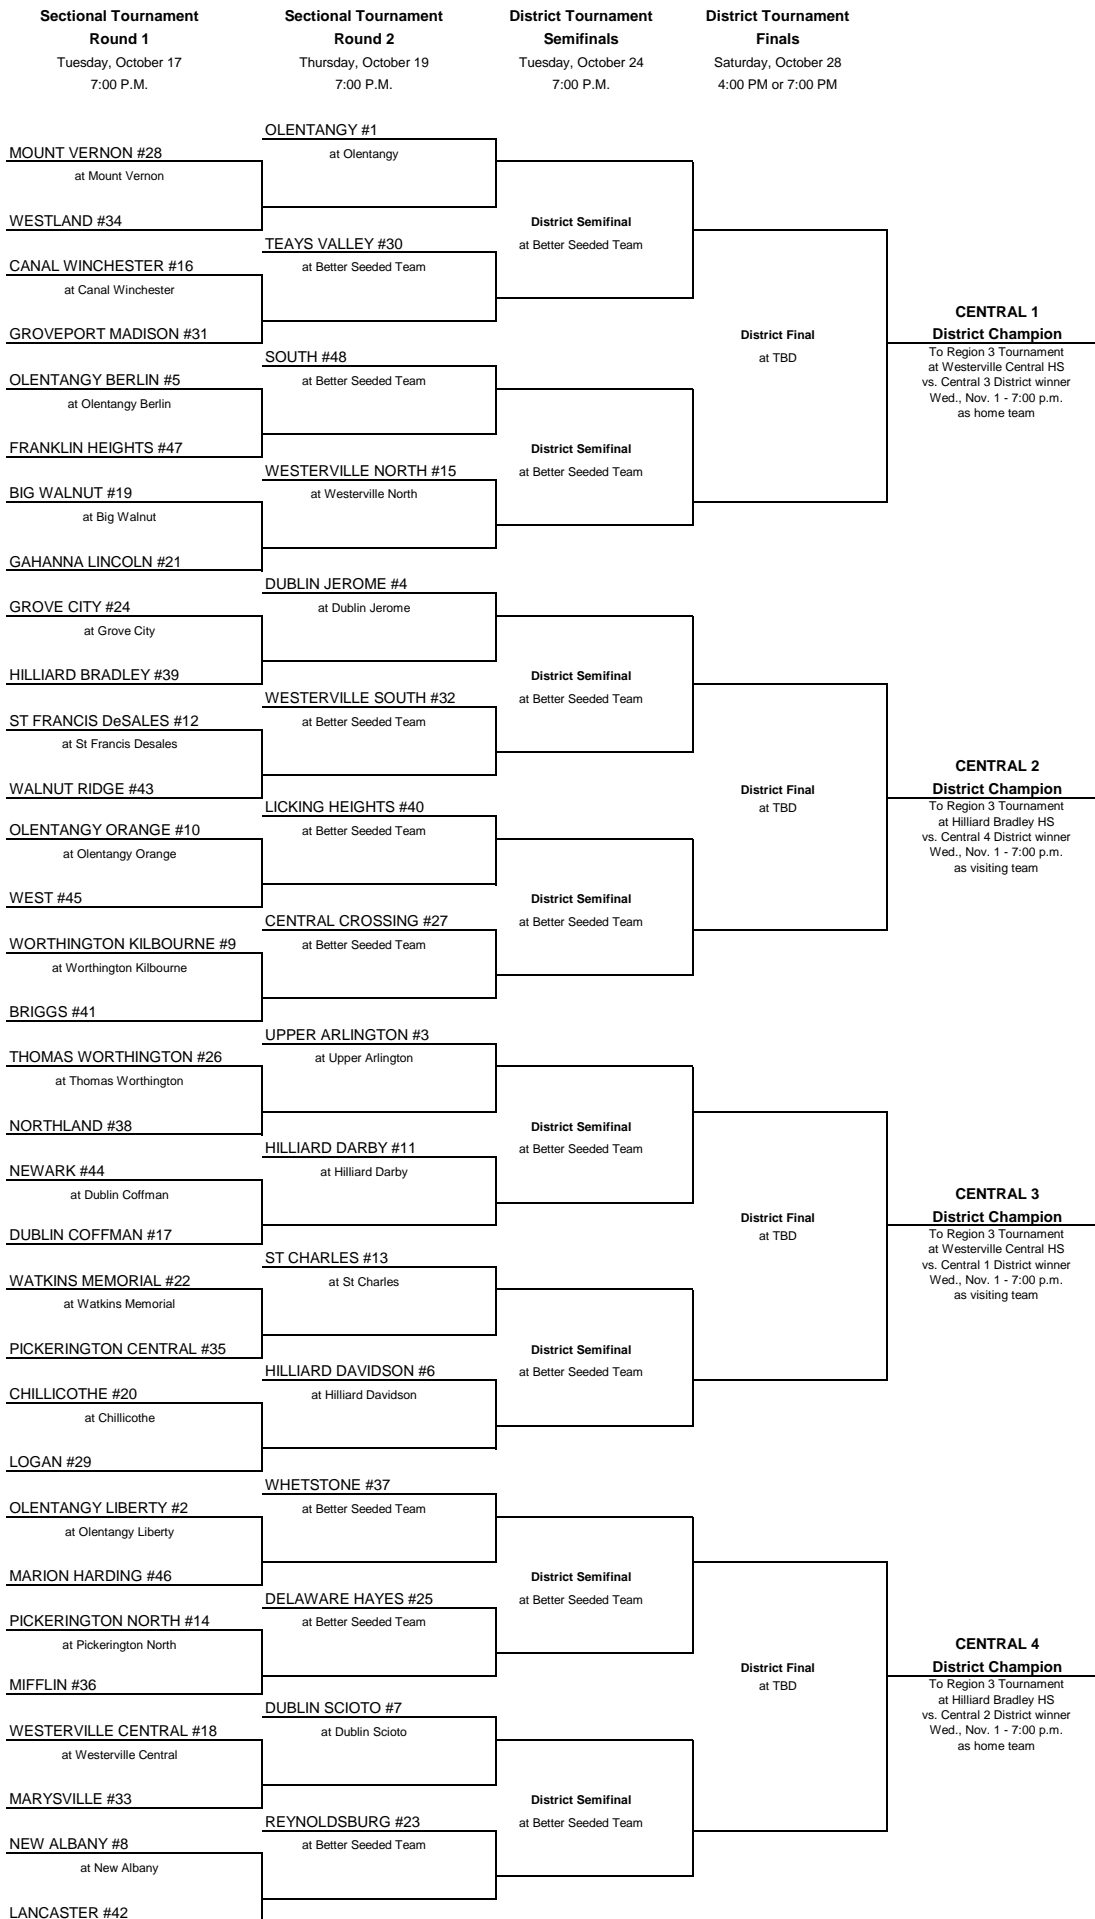 Sectional Tournament
Round 1
Tuesday, October 17
7:00 P.M.
Sectional Tournament
Round 2
Thursday, October 19
7:00 P.M.
District Tournament
Semifinals
Tuesday, October 24
7:00 P.M.
District Tournament
Finals
Saturday, October 28
4:00 PM or 7:00 PM
MOUNT VERNON #28
at Mount Vernon
WESTLAND #34
CANAL WINCHESTER #16
at Canal Winchester
GROVEPORT MADISON #31
OLENTANGY BERLIN #5
at Olentangy Berlin
FRANKLIN HEIGHTS #47
BIG WALNUT #19
at Big Walnut
GAHANNA LINCOLN #21
GROVE CITY #24
at Grove City
HILLIARD BRADLEY #39
ST FRANCIS DeSALES #12
at St Francis Desales
WALNUT RIDGE #43
OLENTANGY ORANGE #10
at Olentangy Orange
WEST #45
WORTHINGTON KILBOURNE #9
at Worthington Kilbourne
BRIGGS #41
THOMAS WORTHINGTON #26
at Thomas Worthington
NORTHLAND #38
NEWARK #44
at Dublin Coffman
DUBLIN COFFMAN #17
WATKINS MEMORIAL #22
at Watkins Memorial
PICKERINGTON CENTRAL #35
CHILLICOTHE #20
at Chillicothe
LOGAN #29
OLENTANGY LIBERTY #2
at Olentangy Liberty
MARION HARDING #46
PICKERINGTON NORTH #14
at Pickerington North
MIFFLIN #36
WESTERVILLE CENTRAL #18
at Westerville Central
MARYSVILLE #33
NEW ALBANY #8
at New Albany
LANCASTER #42
OLENTANGY #1
at Olentangy
TEAYS VALLEY #30
at Better Seeded Team
SOUTH #48
at Better Seeded Team
WESTERVILLE NORTH #15
at Westerville North
DUBLIN JEROME #4
at Dublin Jerome
WESTERVILLE SOUTH #32
at Better Seeded Team
LICKING HEIGHTS #40
at Better Seeded Team
CENTRAL CROSSING #27
at Better Seeded Team
UPPER ARLINGTON #3
at Upper Arlington
HILLIARD DARBY #11
at Hilliard Darby
ST CHARLES #13
at St Charles
HILLIARD DAVIDSON #6
at Hilliard Davidson
WHETSTONE #37
at Better Seeded Team
DELAWARE HAYES #25
at Better Seeded Team
DUBLIN SCIOTO #7
at Dublin Scioto
REYNOLDSBURG #23
at Better Seeded Team
District Semifinal
at Better Seeded Team
District Semifinal
at Better Seeded Team
District Semifinal
at Better Seeded Team
District Semifinal
at Better Seeded Team
District Semifinal
at Better Seeded Team
District Semifinal
at Better Seeded Team
District Semifinal
at Better Seeded Team
District Semifinal
at Better Seeded Team
District Final
at TBD
District Final
at TBD
District Final
at TBD
District Final
at TBD
CENTRAL 1
District Champion
To Region 3 Tournament
at Westerville Central HS
vs. Central 3 District winner
Wed., Nov. 1 - 7:00 p.m.
as home team
CENTRAL 2
District Champion
To Region 3 Tournament
at Hilliard Bradley HS
vs. Central 4 District winner
Wed., Nov. 1 - 7:00 p.m.
as visiting team
CENTRAL 3
District Champion
To Region 3 Tournament
at Westerville Central HS
vs. Central 1 District winner
Wed., Nov. 1 - 7:00 p.m.
as visiting team
CENTRAL 4
District Champion
To Region 3 Tournament
at Hilliard Bradley HS
vs. Central 2 District winner
Wed., Nov. 1 - 7:00 p.m.
as home team